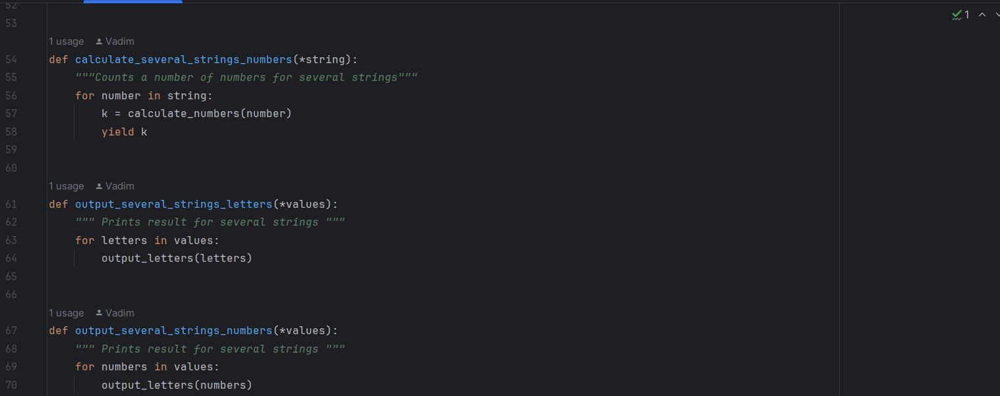 52
53
1 usage Vadim
54 def calculate_several_strings_numbers(*string):
55 """Counts a number of numbers for several strings"""
56 for number in string:
57 k = calculate_numbers(number)
58 yield k
59
60
1 usage Vadim
61 def output_several_strings_letters(*values):
62 """ Prints result for several strings """
63 for letters in values:
64 output_letters(letters)
65
66
1 usage Vadim
67 def output_several_strings_numbers(*values):
68 """ Prints result for several strings """
69 for numbers in values:
70 output_letters(numbers)
1